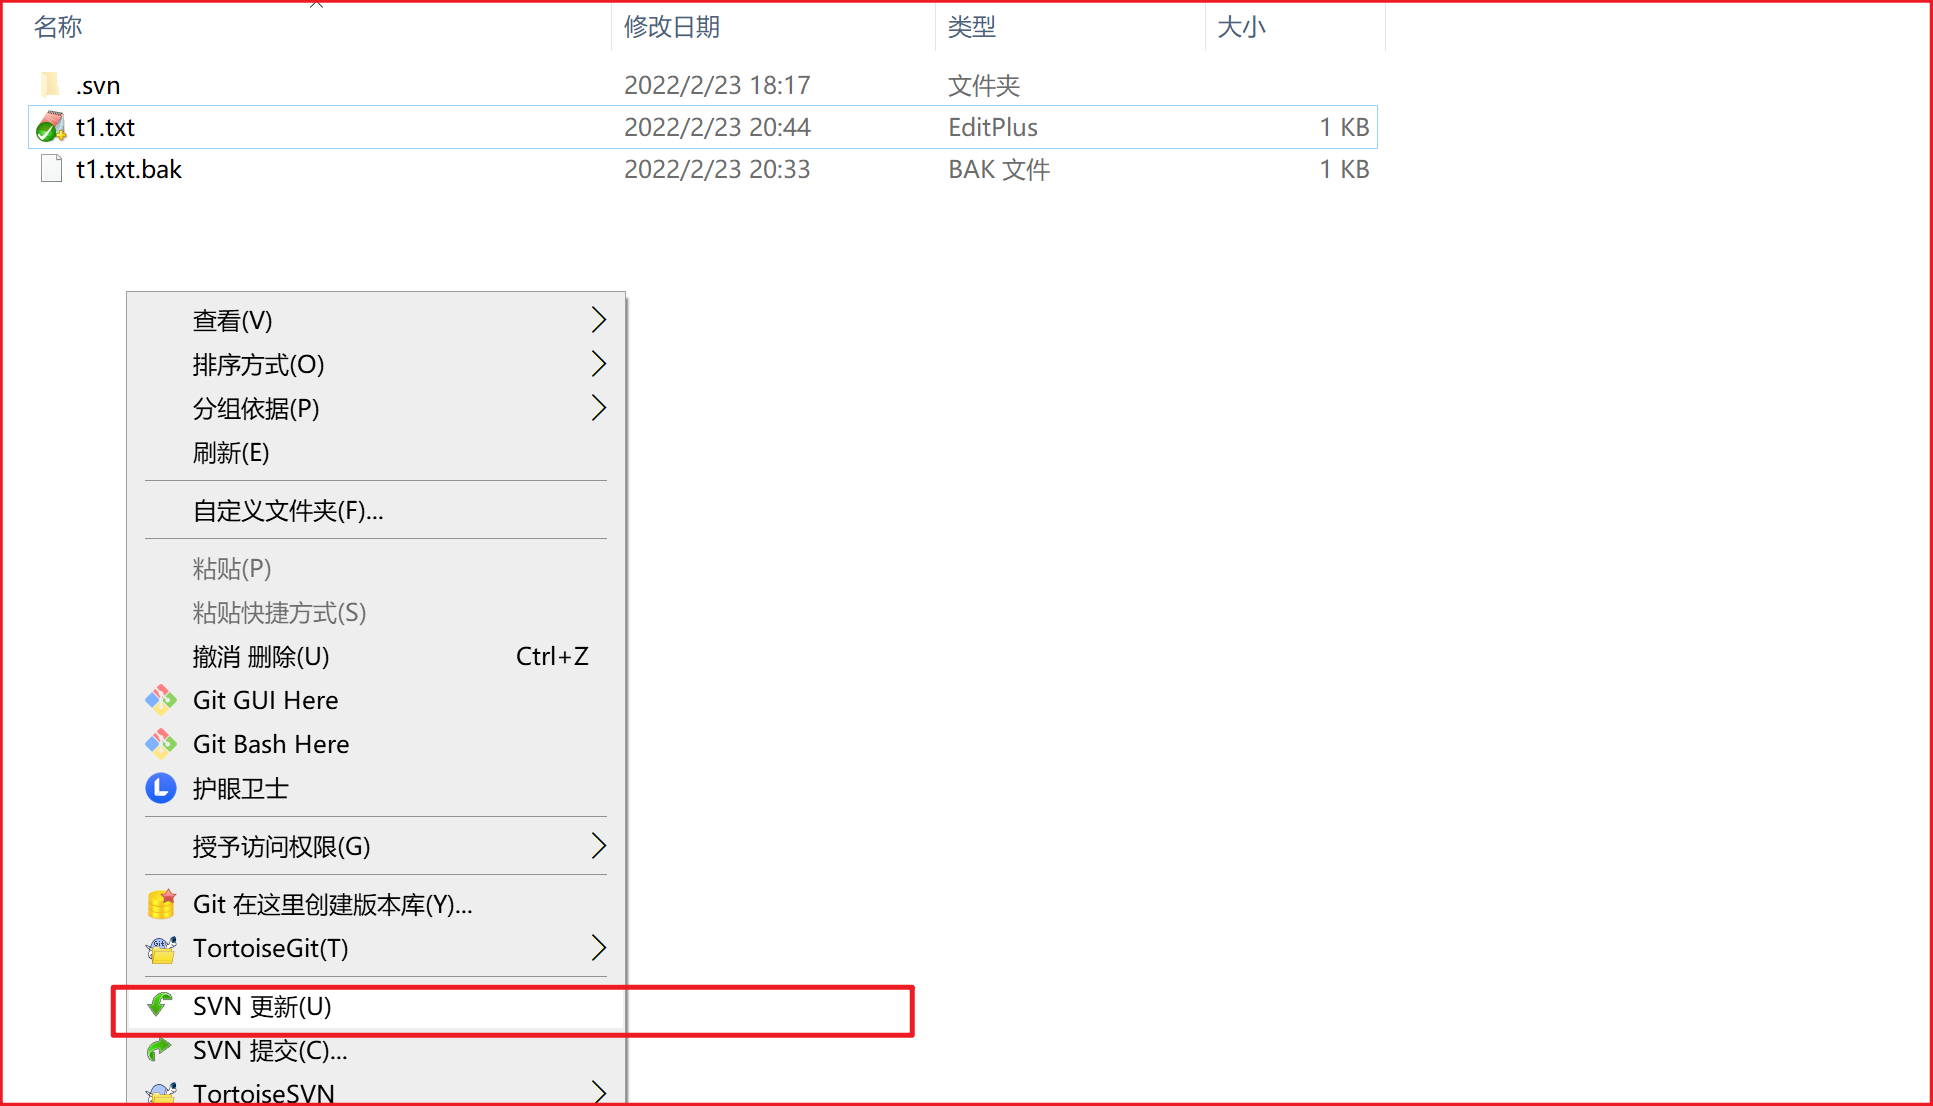 名称 修改日期 类型 大小
.svn 2022/2/23 18:17 文件夹
t1.txt 2022/2/23 20:44 EditPlus 1 KB
t1.txt.bak 2022/2/23 20:33 BAK 文件 1 KB
查看(V)
排序方式(O)
分组依据(P)
刷新(E)
自定义文件夹(F)...
粘贴(P)
粘贴快捷方式(S)
撤消 删除(U) Ctrl+Z
Git GUI Here
Git Bash Here
护眼卫士
授予访问权限(G)
Git 在这里创建版本库(Y)...
TortoiseGit(T)
SVN 更新(U)
SVN 提交(C)...
TortoiseSVN